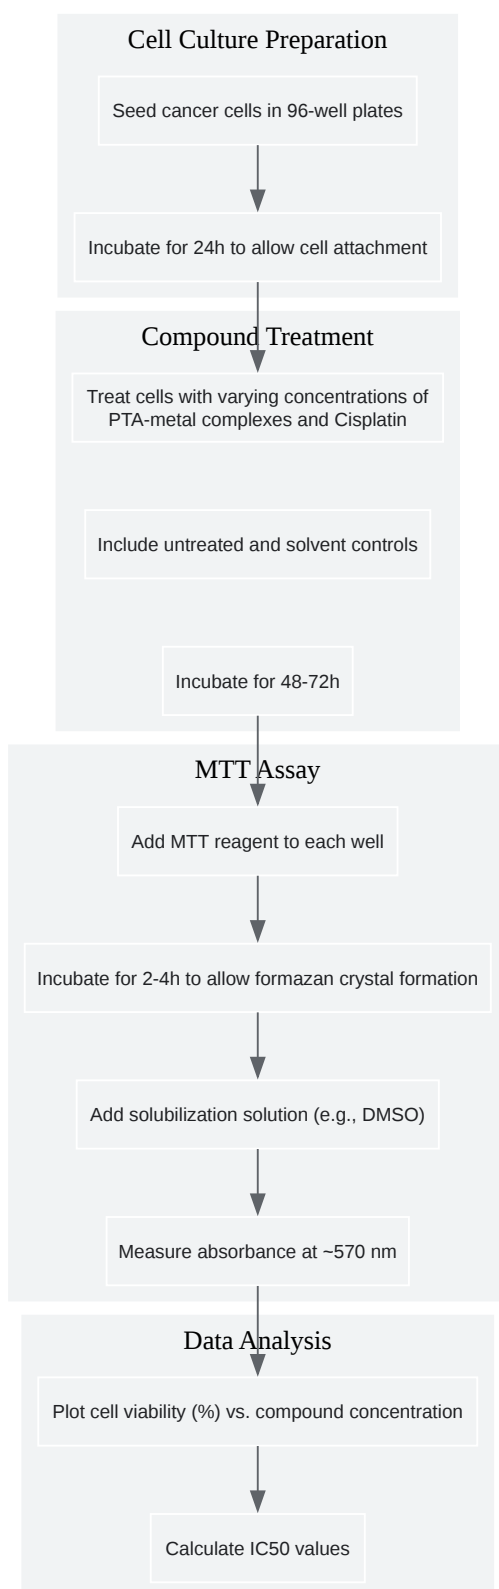 Cell Culture Preparation
Seed cancer cells in 96-well plates
Incubate for 24h to allow cell attachment
Compound Treatment
Treat cells with varying concentrations of
PTA-metal complexes and Cisplatin
Include untreated and solvent controls
Incubate for 48-72h
MTT Assay
Add MTT reagent to each well
Incubate for 2-4h to allow formazan crystal formation
Add solubilization solution (e.g., DMSO)
Measure absorbance at ~570 nm
Data Analysis
Plot cell viability (%) vs. compound concentration
Calculate IC50 values